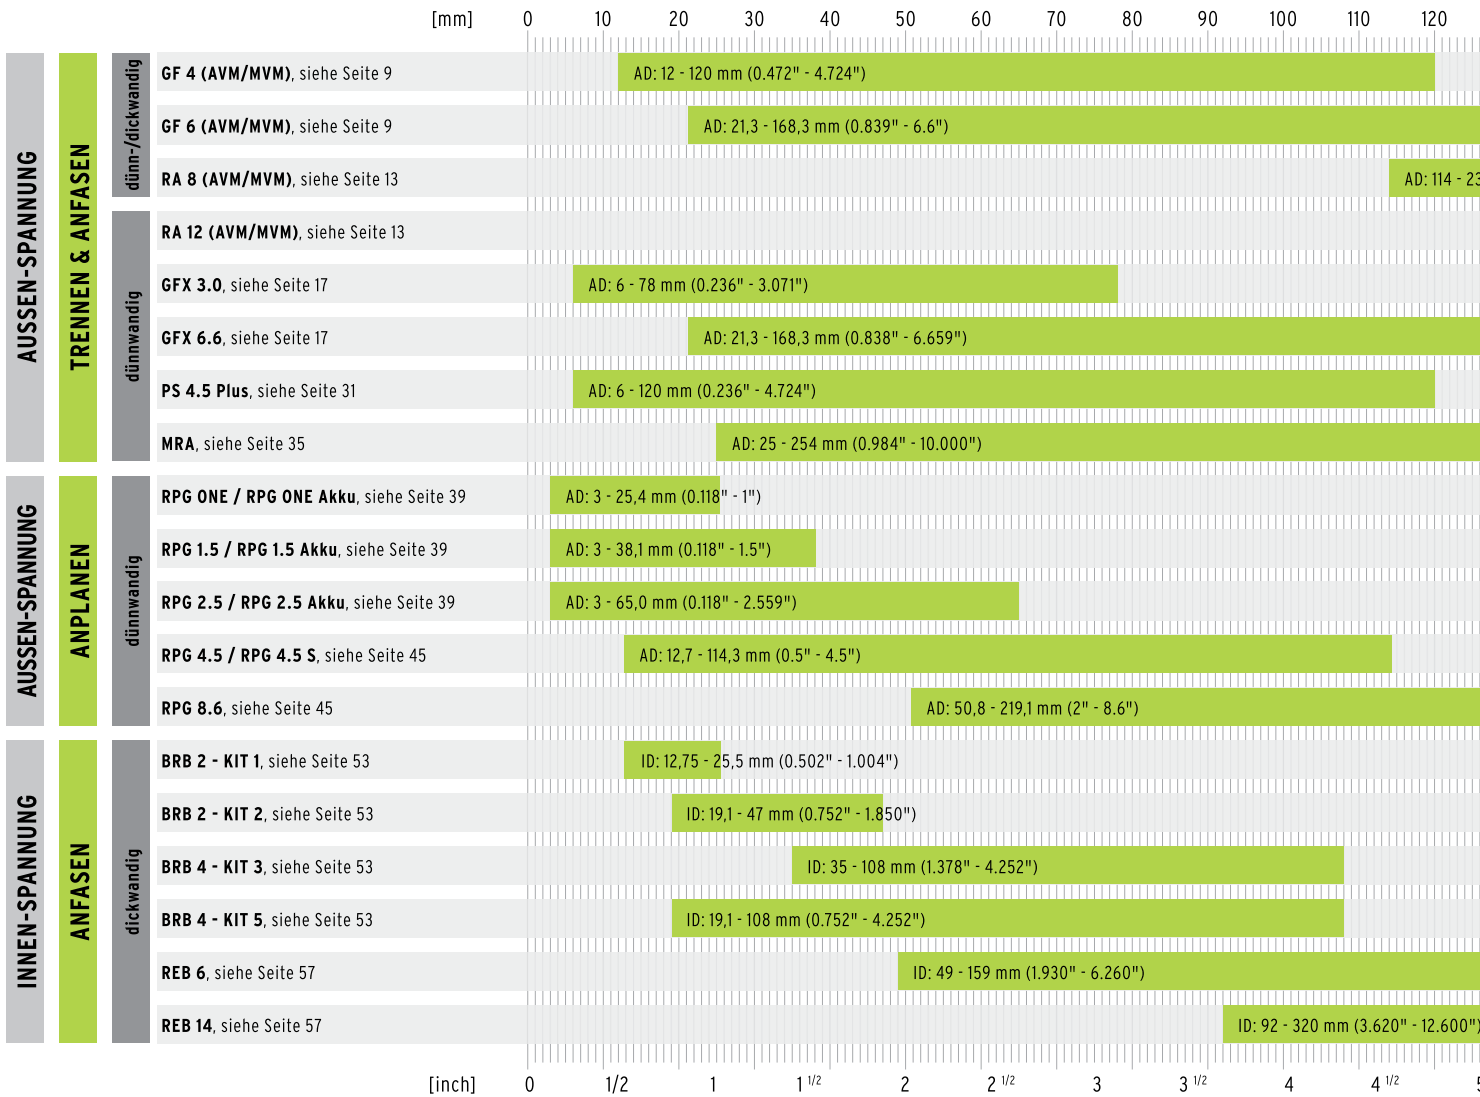 [mm] 0 10 20 30 40 50 60 70 80 90 100 110 120
AUSSEN-SPANNUNG
TRENNEN & ANFASEN
dünn-/dickwandig
GF 4 (AVM/MVM), siehe Seite 9 AD: 12 - 120 mm (0.472" - 4.724")
GF 6 (AVM/MVM), siehe Seite 9 AD: 21,3 - 168,3 mm (0.839" - 6.6")
RA 8 (AVM/MVM), siehe Seite 13 AD: 114 - 23
dünnwandig
RA 12 (AVM/MVM), siehe Seite 13
GFX 3.0, siehe Seite 17 AD: 6 - 78 mm (0.236" - 3.071")
GFX 6.6, siehe Seite 17 AD: 21,3 - 168,3 mm (0.838" - 6.659")
PS 4.5 Plus, siehe Seite 31 AD: 6 - 120 mm (0.236" - 4.724")
MRA, siehe Seite 35 AD: 25 - 254 mm (0.984" - 10.000")
AUSSEN-SPANNUNG
ANPLANEN
dünnwandig
RPG ONE / RPG ONE Akku, siehe Seite 39 AD: 3 - 25,4 mm (0.118" - 1")
RPG 1.5 / RPG 1.5 Akku, siehe Seite 39 AD: 3 - 38,1 mm (0.118" - 1.5")
RPG 2.5 / RPG 2.5 Akku, siehe Seite 39 AD: 3 - 65,0 mm (0.118" - 2.559")
RPG 4.5 / RPG 4.5 S, siehe Seite 45 AD: 12,7 - 114,3 mm (0.5" - 4.5")
RPG 8.6, siehe Seite 45 AD: 50,8 - 219,1 mm (2" - 8.6")
INNEN-SPANNUNG
ANFASEN
dickwandig
BRB 2 - KIT 1, siehe Seite 53 ID: 12,75 - 25,5 mm (0.502" - 1.004")
BRB 2 - KIT 2, siehe Seite 53 ID: 19,1 - 47 mm (0.752" - 1.850")
BRB 4 - KIT 3, siehe Seite 53 ID: 35 - 108 mm (1.378" - 4.252")
BRB 4 - KIT 5, siehe Seite 53 ID: 19,1 - 108 mm (0.752" - 4.252")
REB 6, siehe Seite 57 ID: 49 - 159 mm (1.930" - 6.260")
REB 14, siehe Seite 57 ID: 92 - 320 mm (3.620" - 12.600")
[inch] 0 1/2 1 1 1/2 2 2 1/2 3 3 1/2 4 4 1/2 5